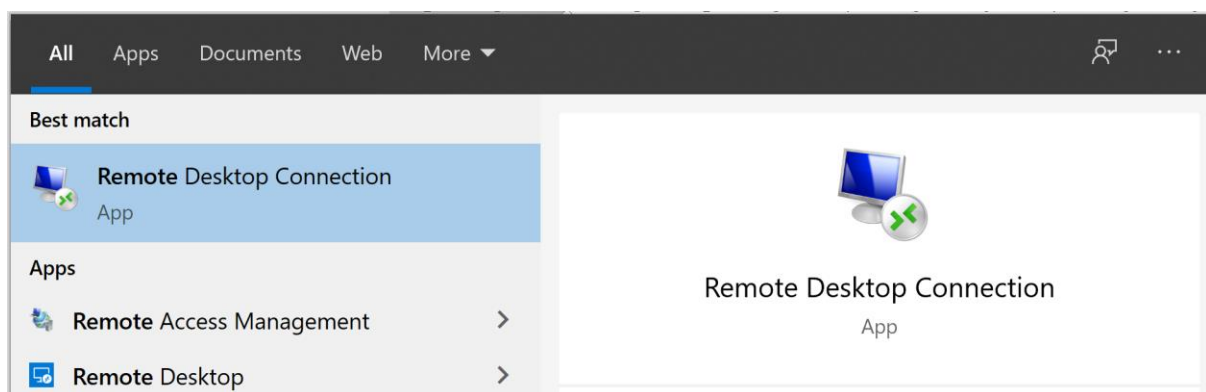 All Apps Documents Web More
Best match
Remote Desktop Connection
App
Apps
Remote Access Management
Remote Desktop
Remote Desktop Connection
App